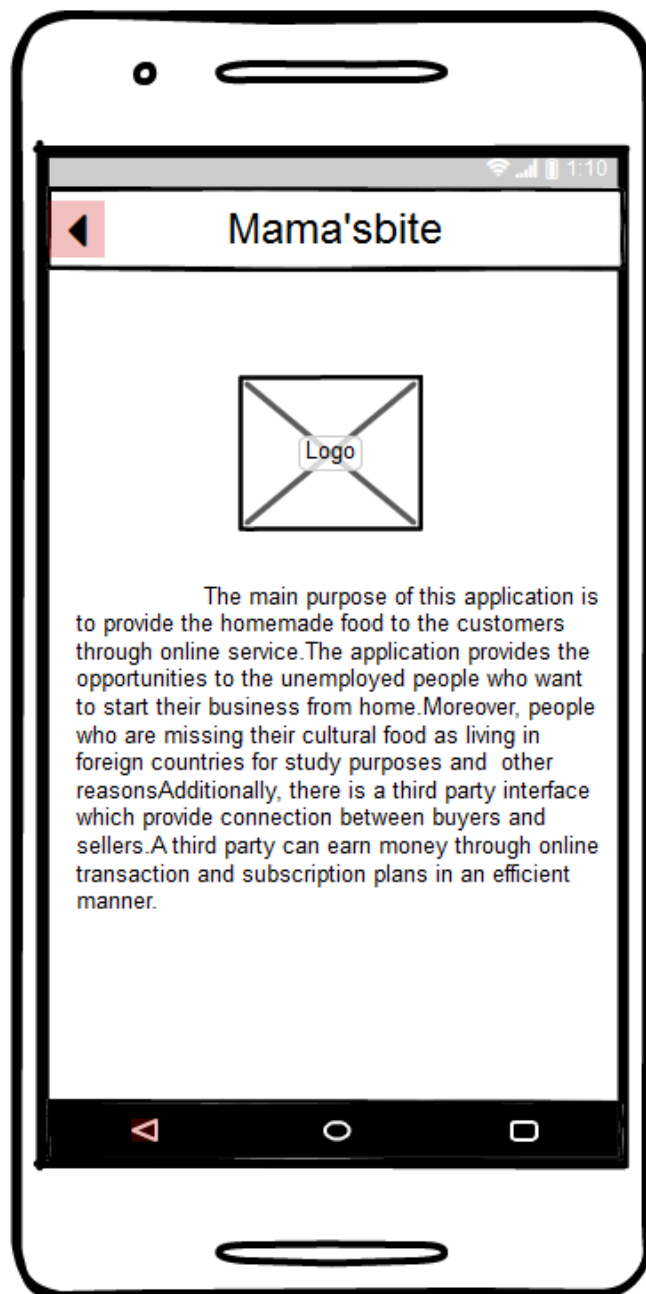 1:10
Mama'sbite
Logo
The main purpose of this application is
to provide the homemade food to the customers
through online service.The application provides the
opportunities to the unemployed people who want
to start their business from home.Moreover, people
who are missing their cultural food as living in
foreign countries for study purposes and  other
reasonsAdditionally, there is a third party interface
which provide connection between buyers and
sellers.A third party can earn money through online
transaction and subscription plans in an efficient
manner.